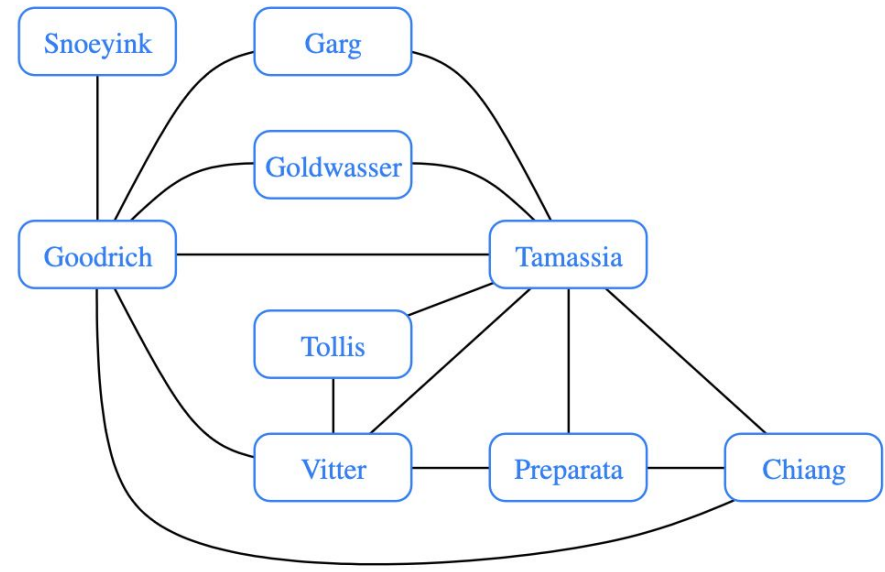 Snoeyink
Garg
Goldwasser
Goodrich
Tamassia
Tollis
Vitter
Preparata
Chiang